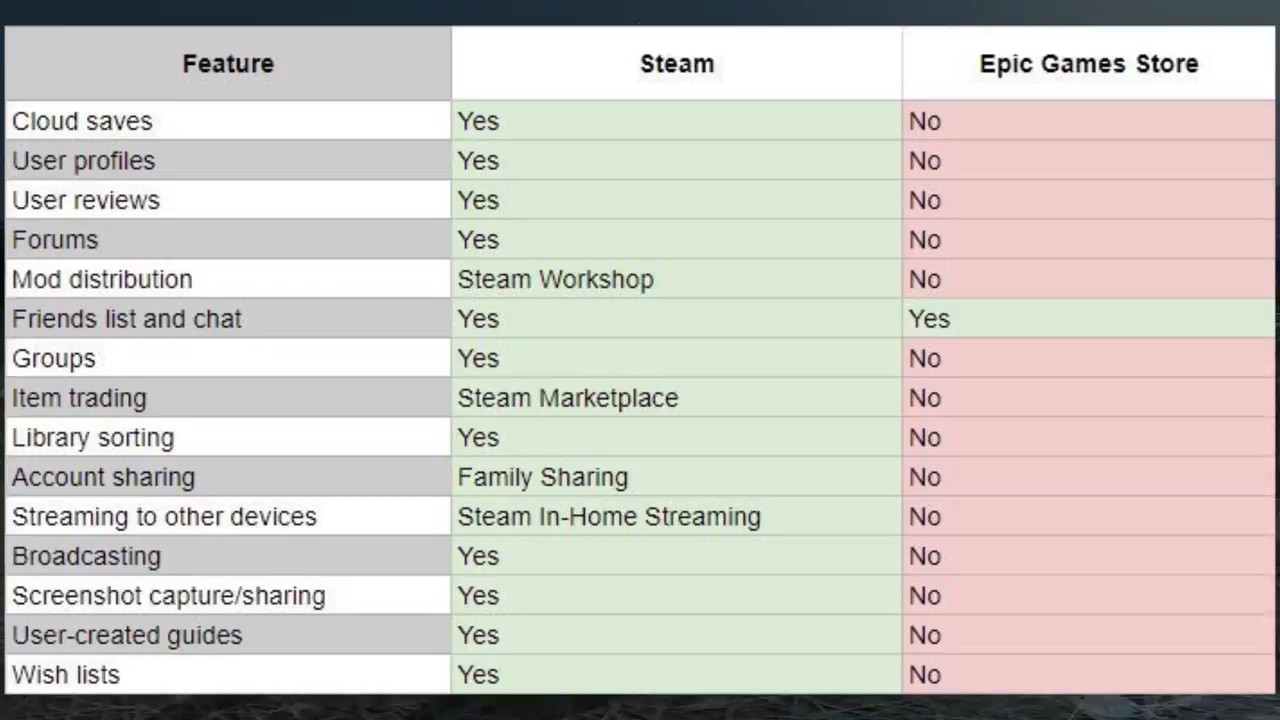 Feature Steam Epic Games Store
Cloud saves Yes No
User profiles Yes No
User reviews Yes No
Forums Yes No
Mod distribution Steam Workshop No
Friends list and chat Yes Yes
Groups Yes No
Item trading Steam Marketplace No
Library sorting Yes No
Account sharing Family Sharing No
Streaming to other devices Steam In-Home Streaming No
Broadcasting Yes No
Screenshot capture/sharing Yes No
User-created guides Yes No
Wish lists Yes No